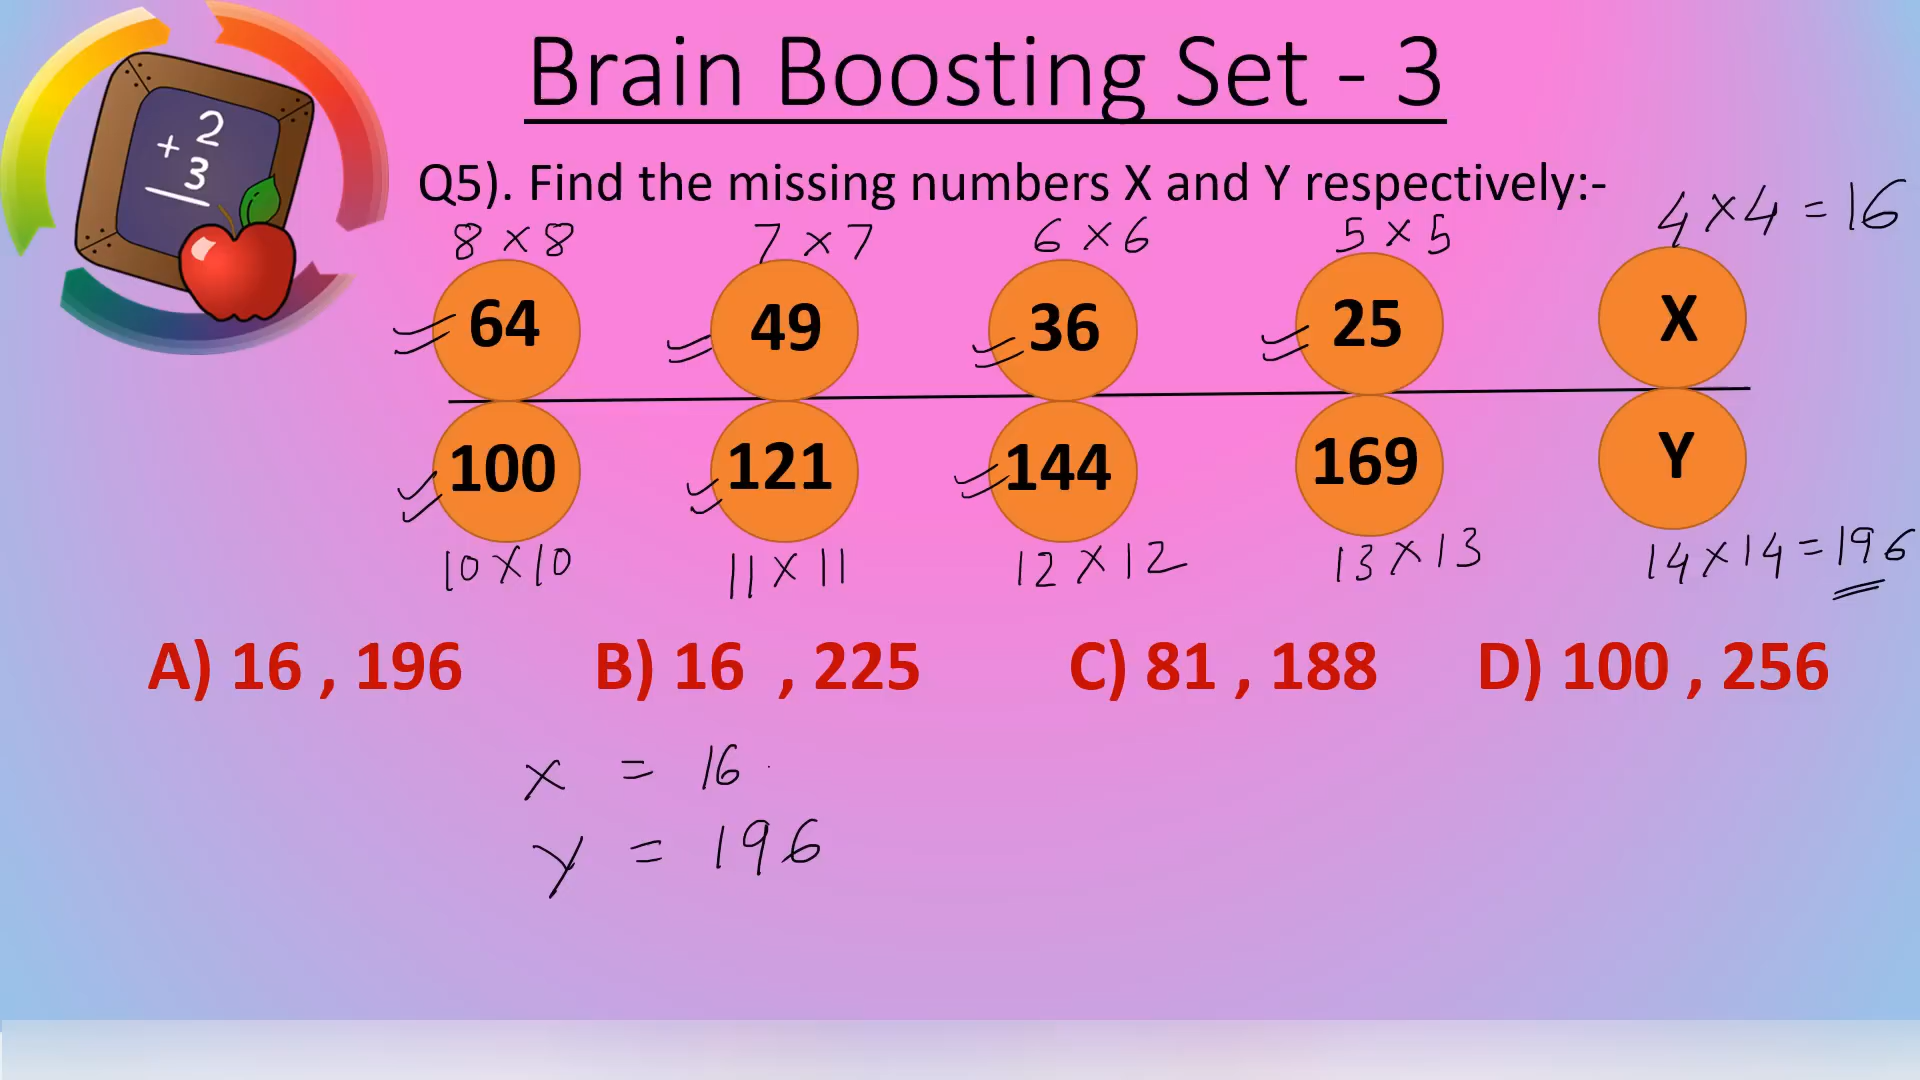 Brain Boosting Set - 3
2
+ 3
Q5). Find the missing numbers X and Y respectively:-
8 × 8 7 × 7 6 × 6 5 × 5 4 × 4 = 16
64 49 36 25 X
100 121 144 169 Y
10 × 10 11 × 11 12 × 12 13 × 13 14 × 14 = 196
A) 16 , 196 B) 16 , 225 C) 81 , 188 D) 100 , 256
x = 16
y = 196